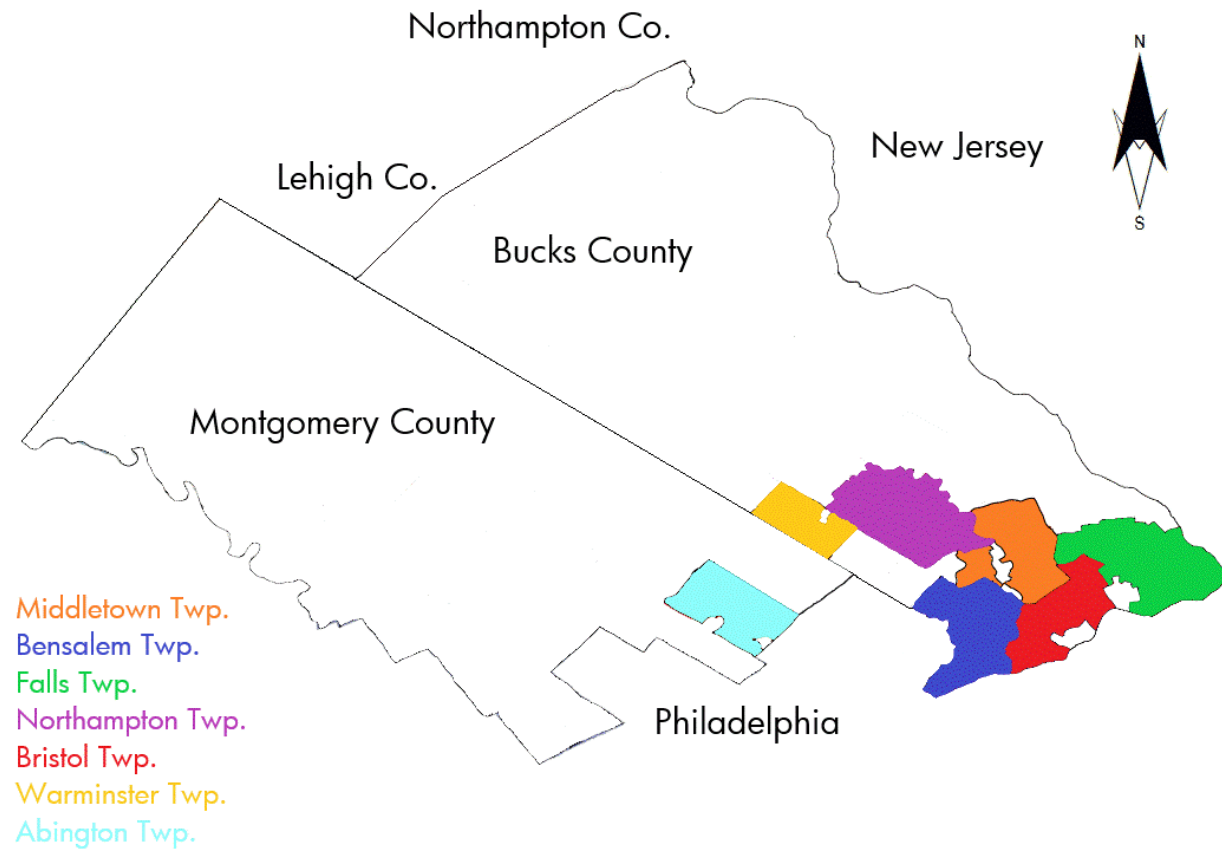 Northampton Co.
N
New Jersey
Lehigh Co.
S
Bucks County
Montgomery County
Middletown Twp.
Bensalem Twp.
Falls Twp.
Northampton Twp.
Philadelphia
Bristol Twp.
Warminster Twp.
Abington Twp.